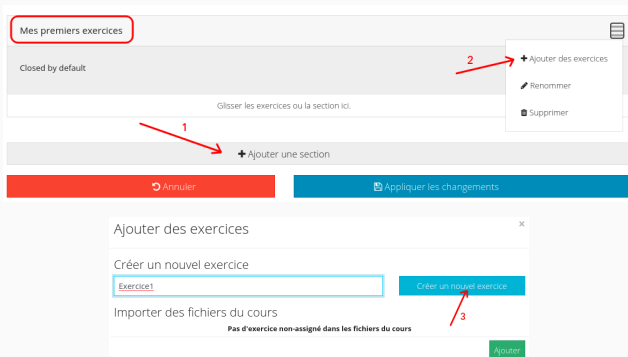 Mes premiers exercices
2
Ajouter des exercices
Closed by default
Renommer
Supprimer
Glisser les exercices ou la section ici.
1
Ajouter une section
Annuler
Appliquer les changements
Ajouter des exercices
×
Créer un nouvel exercice
Exercice1
Créer un nouvel exercice
Importer des fichiers du cours
3
Pas d'exercice non-assigné dans les fichiers du cours
Ajouter